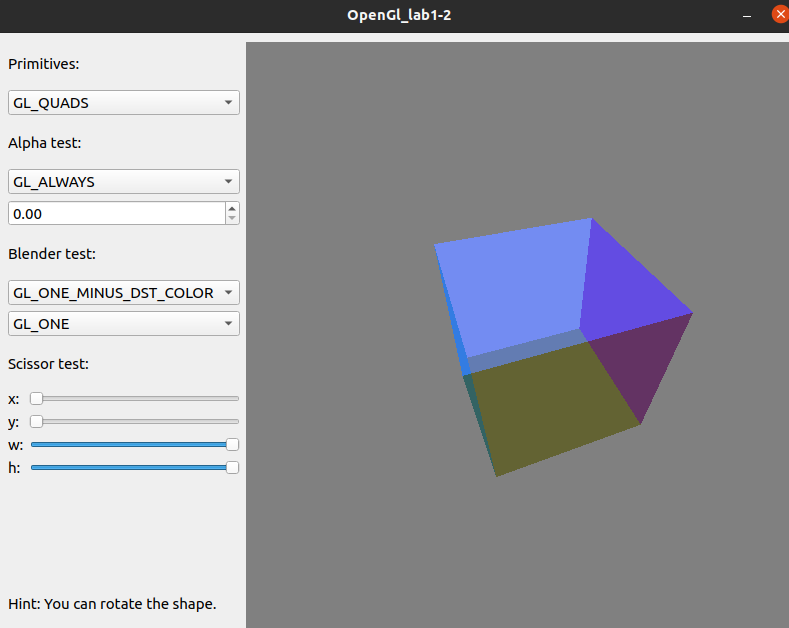 OpenGl_lab1-2
Primitives:
GL_QUADS
Alpha test:
GL_ALWAYS
0.00
Blender test:
GL_ONE_MINUS_DST_COLOR
GL_ONE
Scissor test:
x:
y:
w:
h:
Hint: You can rotate the shape.